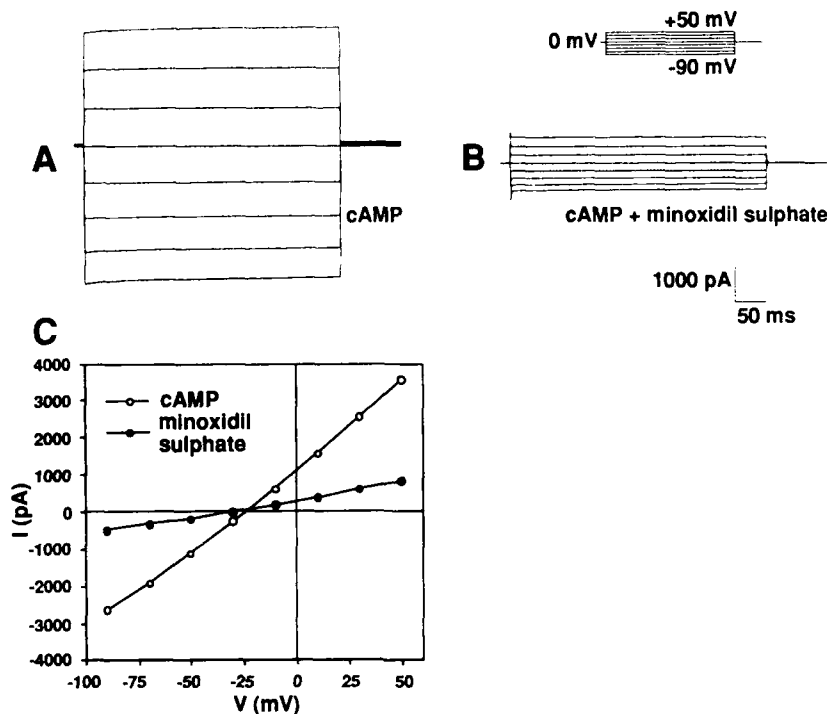 +50 mV
0 mV
-90 mV
A
cAMP
B
cAMP + minoxidil sulphate
1000 pA
50 ms
C
cAMP
minoxidil
sulphate
I (pA)
4000
3000
2000
1000
0
-1000
-2000
-3000
-4000
-100 -75 -50 -25 0 25 50
V (mV)